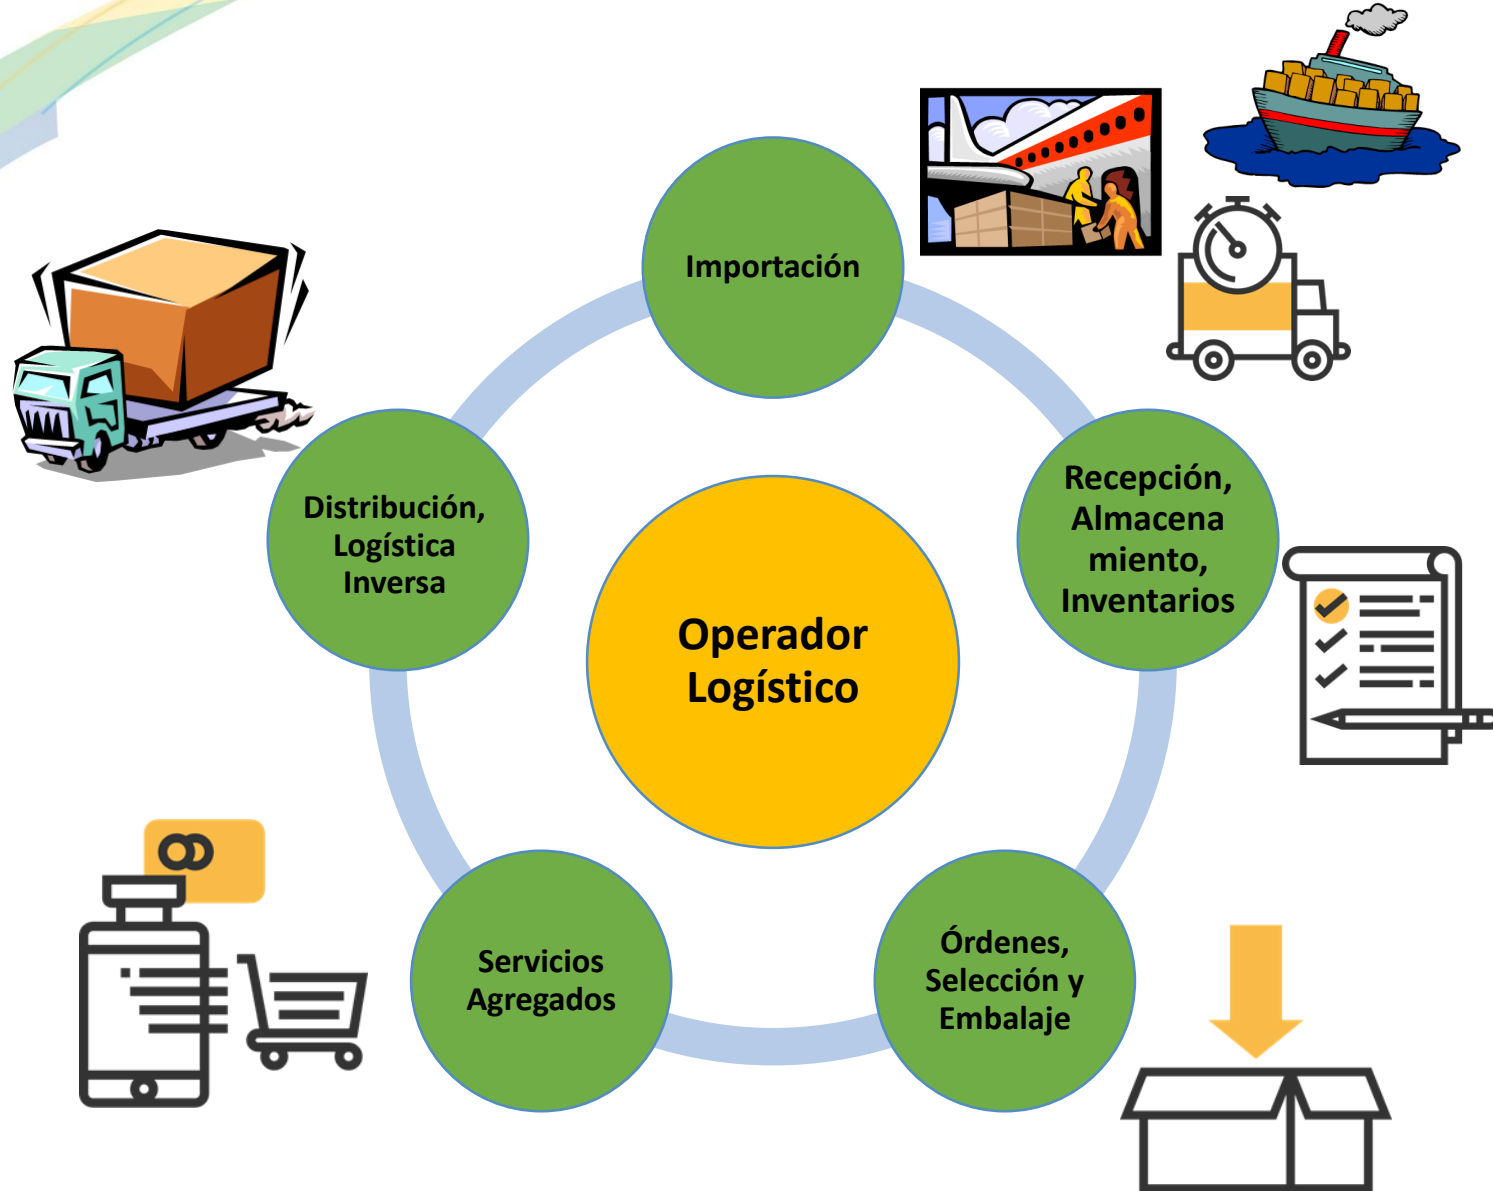 Importación
Recepción,
Almacena
miento,
Inventarios
Distribución,
Logística
Inversa
Operador
Logístico
Órdenes,
Selección y
Embalaje
Servicios
Agregados